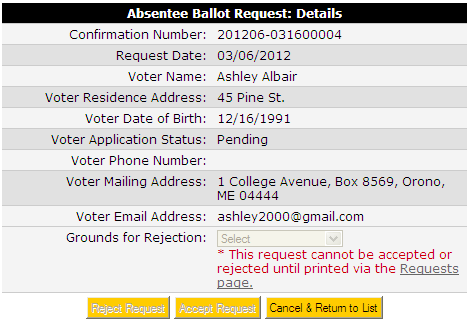 Absentee Ballot Request: Details
Confirmation Number: 201206-031600004
Request Date: 03/06/2012
Voter Name: Ashley Albair
Voter Residence Address: 45 Pine St.
Voter Date of Birth: 12/16/1991
Voter Application Status: Pending
Voter Phone Number:
Voter Mailing Address: 1 College Avenue, Box 8569, Orono,
ME 04444
Voter Email Address: ashley2000@gmail.com
Grounds for Rejection: Select
* This request cannot be accepted or
rejected until printed via the Requests
page.
Reject Request Accept Request Cancel & Return to List